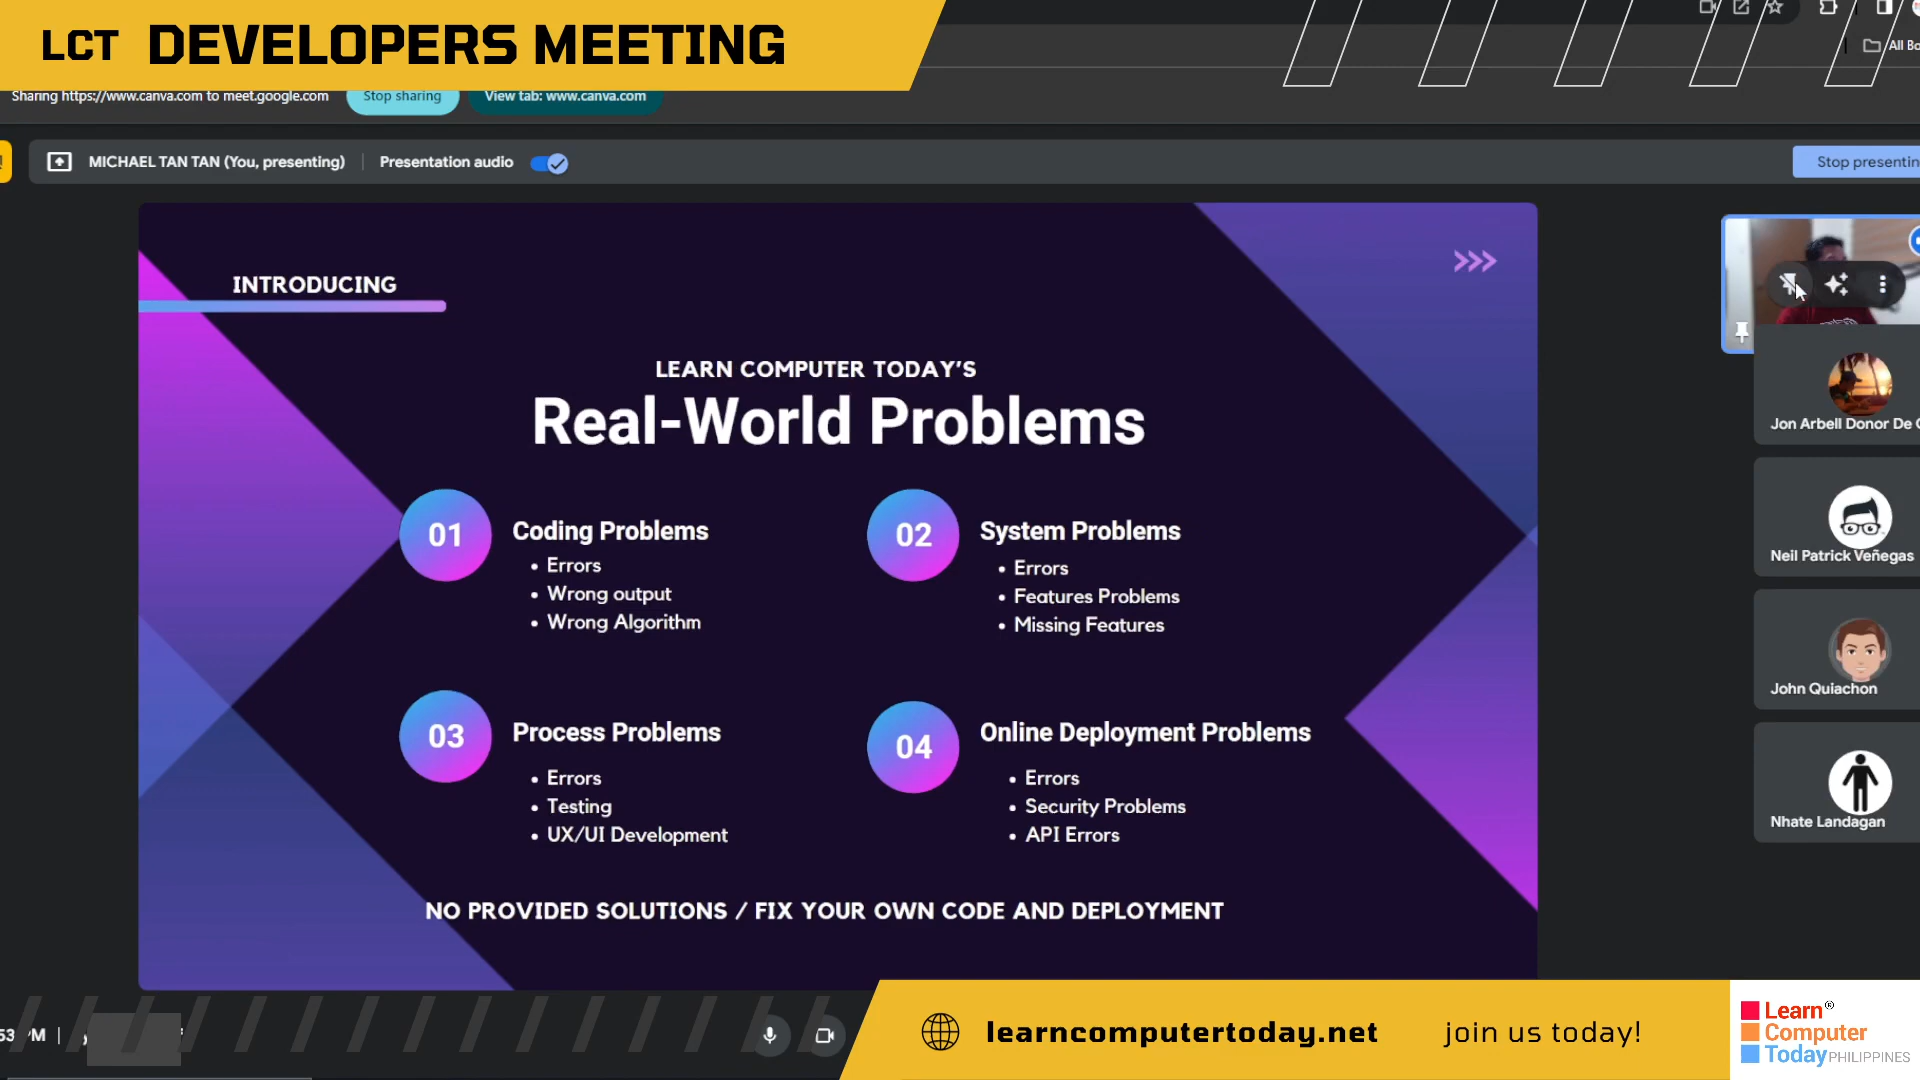 LCT DEVELOPERS MEETING
All Bo
Sharing https://www.canva.com to meet.google.com
Stop sharing
View tab: www.canva.com
MICHAEL TAN TAN (You, presenting)
Presentation audio
Stop presentin
INTRODUCING
LEARN COMPUTER TODAY'S
Real-World Problems
01
Coding Problems
• Errors
• Wrong output
• Wrong Algorithm
02
System Problems
• Errors
• Features Problems
• Missing Features
03
Process Problems
• Errors
• Testing
• UX/UI Development
04
Online Deployment Problems
• Errors
• Security Problems
• API Errors
NO PROVIDED SOLUTIONS / FIX YOUR OWN CODE AND DEPLOYMENT
Jon Arbell Donor De
Neil Patrick Veñegas
John Quiachon
Nhate Landagan
53 PM
learncomputertoday.net
join us today!
Learn®
Computer
Today PHILIPPINES